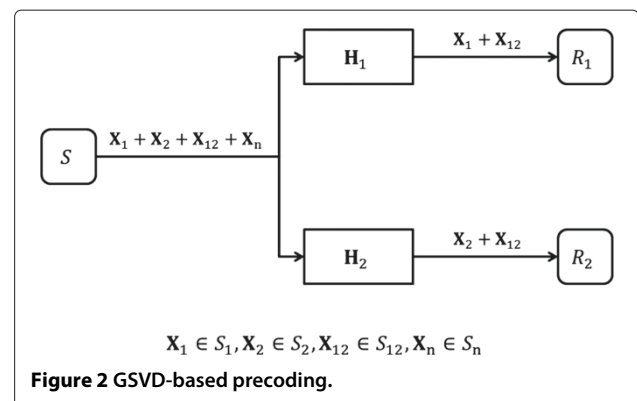 X₁ + X₁₂
H₁
R₁
X₁ + X₂ + X₁₂ + Xₙ
S
X₂ + X₁₂
H₂
R₂
X₁ ∈ S₁, X₂ ∈ S₂, X₁₂ ∈ S₁₂, Xₙ ∈ Sₙ
Figure 2 GSVD-based precoding.